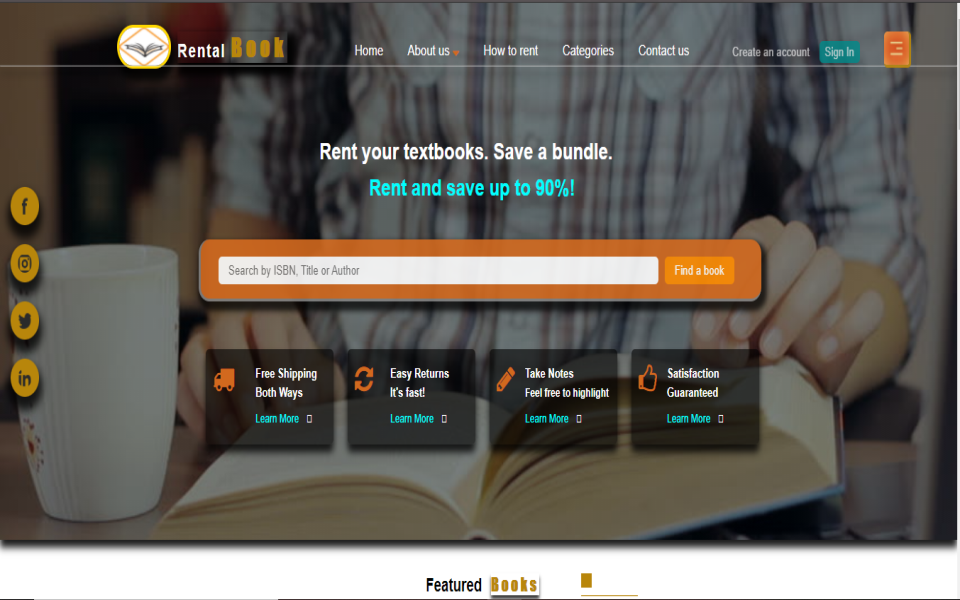 Rental Book
Home
About us
How to rent
Categories
Contact us
Create an account
Sign In
Rent your textbooks. Save a bundle.
Rent and save up to 90%!
Search by ISBN, Title or Author
Find a book
Free Shipping
Both Ways
Learn More
Easy Returns
It's fast!
Learn More
Take Notes
Feel free to highlight
Learn More
Satisfaction
Guaranteed
Learn More
Featured Books